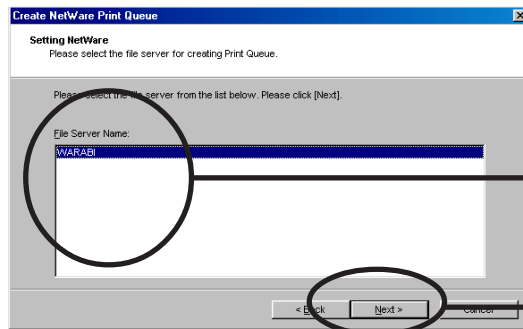 Create NetWare Print Queue
Setting NetWare
Please select the file server for creating Print Queue.
Please select the file server from the list below. Please click [Next].
File Server Name:
WARABI
< Back Next > Cancel